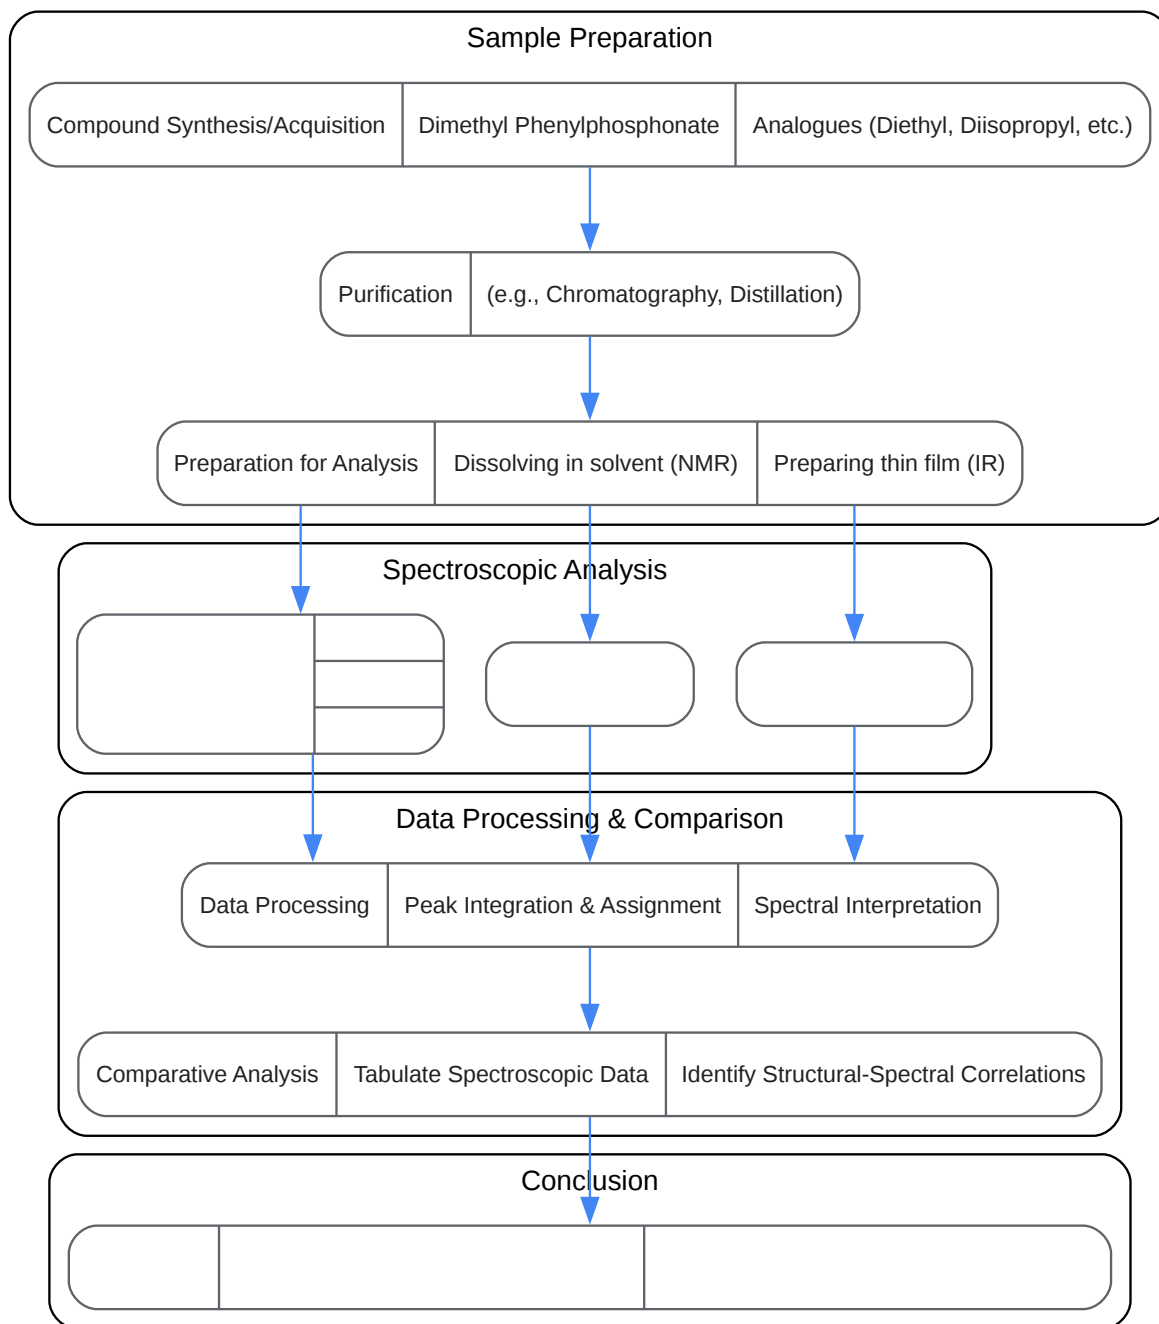 Sample Preparation
Compound Synthesis/Acquisition
Dimethyl Phenylphosphonate
Analogues (Diethyl, Diisopropyl, etc.)
Purification
(e.g., Chromatography, Distillation)
Preparation for Analysis
Dissolving in solvent (NMR)
Preparing thin film (IR)
Spectroscopic Analysis
Data Processing & Comparison
Data Processing
Peak Integration & Assignment
Spectral Interpretation
Comparative Analysis
Tabulate Spectroscopic Data
Identify Structural-Spectral Correlations
Conclusion